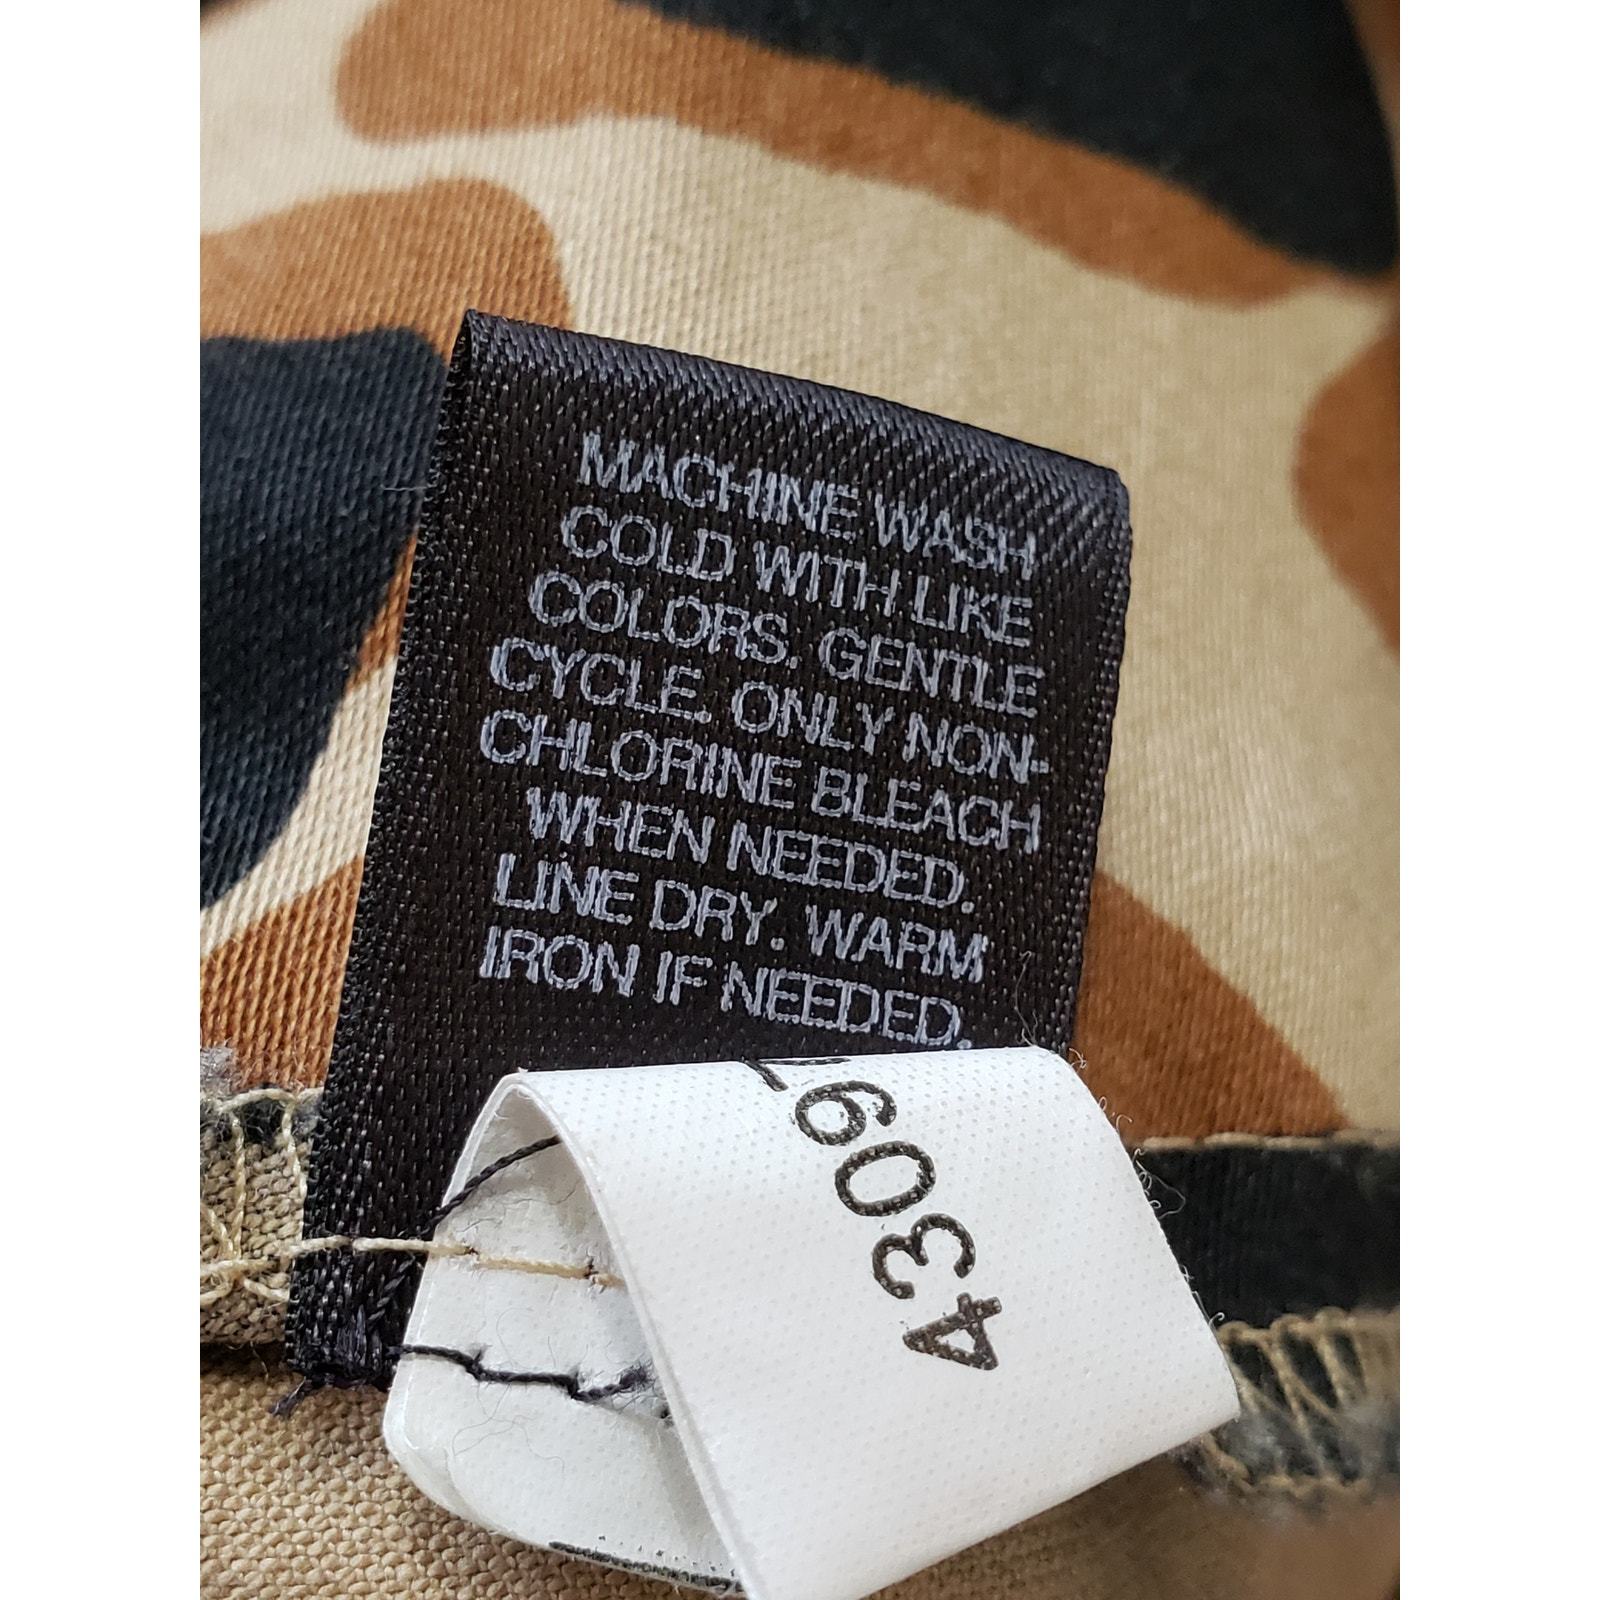 MACHINE WASH
COLD WITH LIKE
COLORS. GENTLE
CYCLE. ONLY NON-
CHLORINE BLEACH
WHEN NEEDED.
LINE DRY. WARM
IRON IF NEEDED.
43097